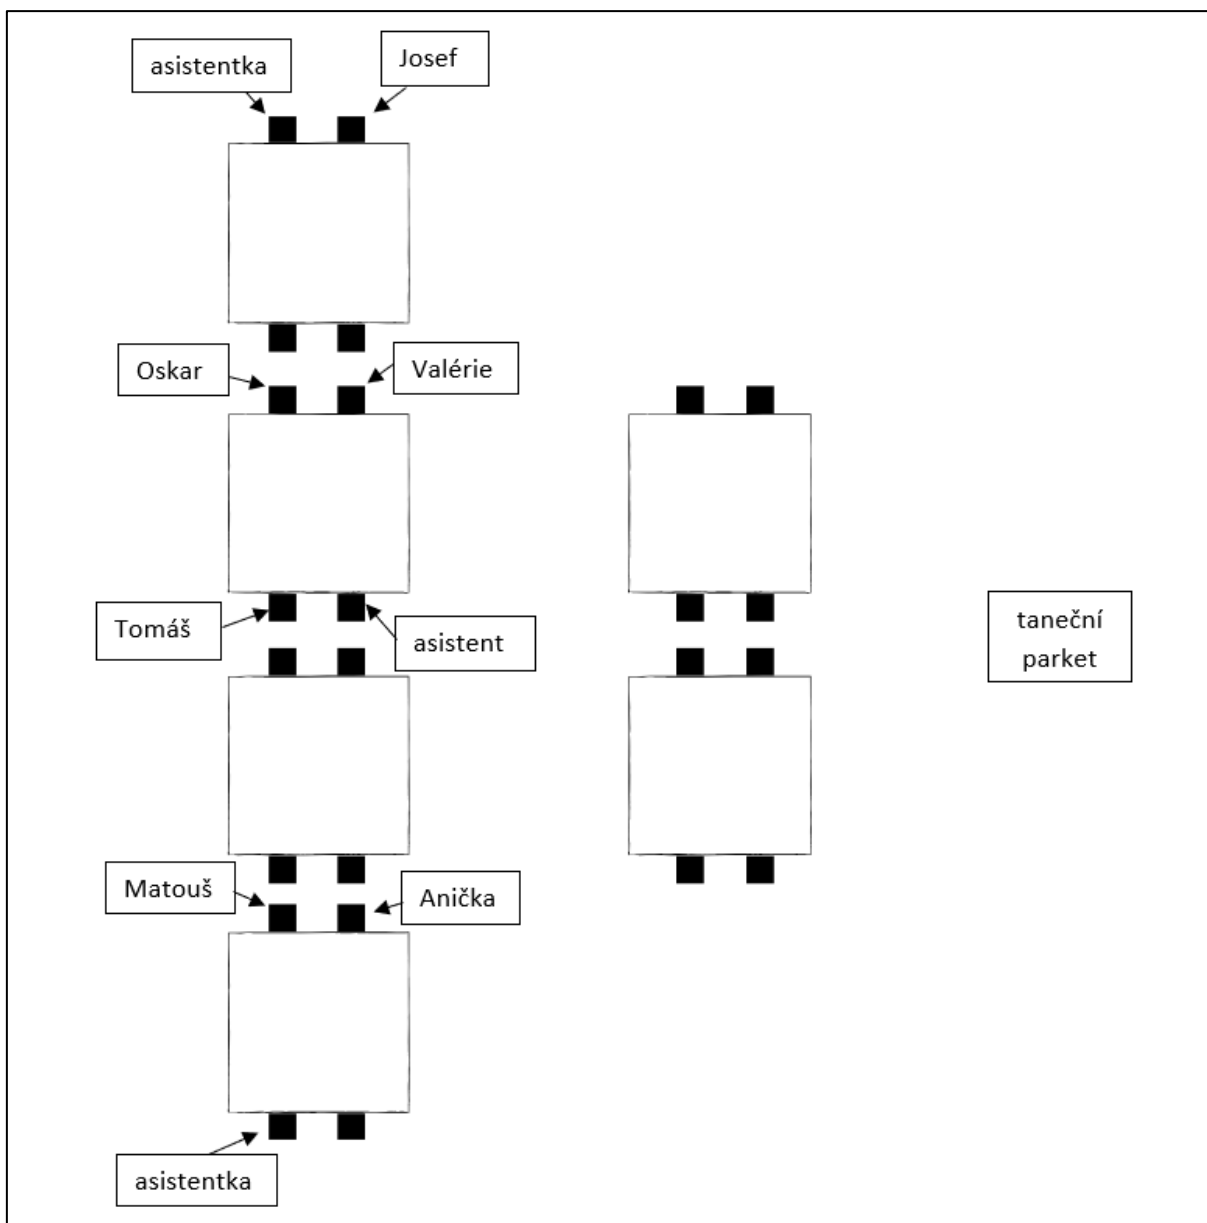 asistentka
Josef
Oskar
Valérie
Tomáš
asistent
taneční
parket
Matouš
Anička
asistentka